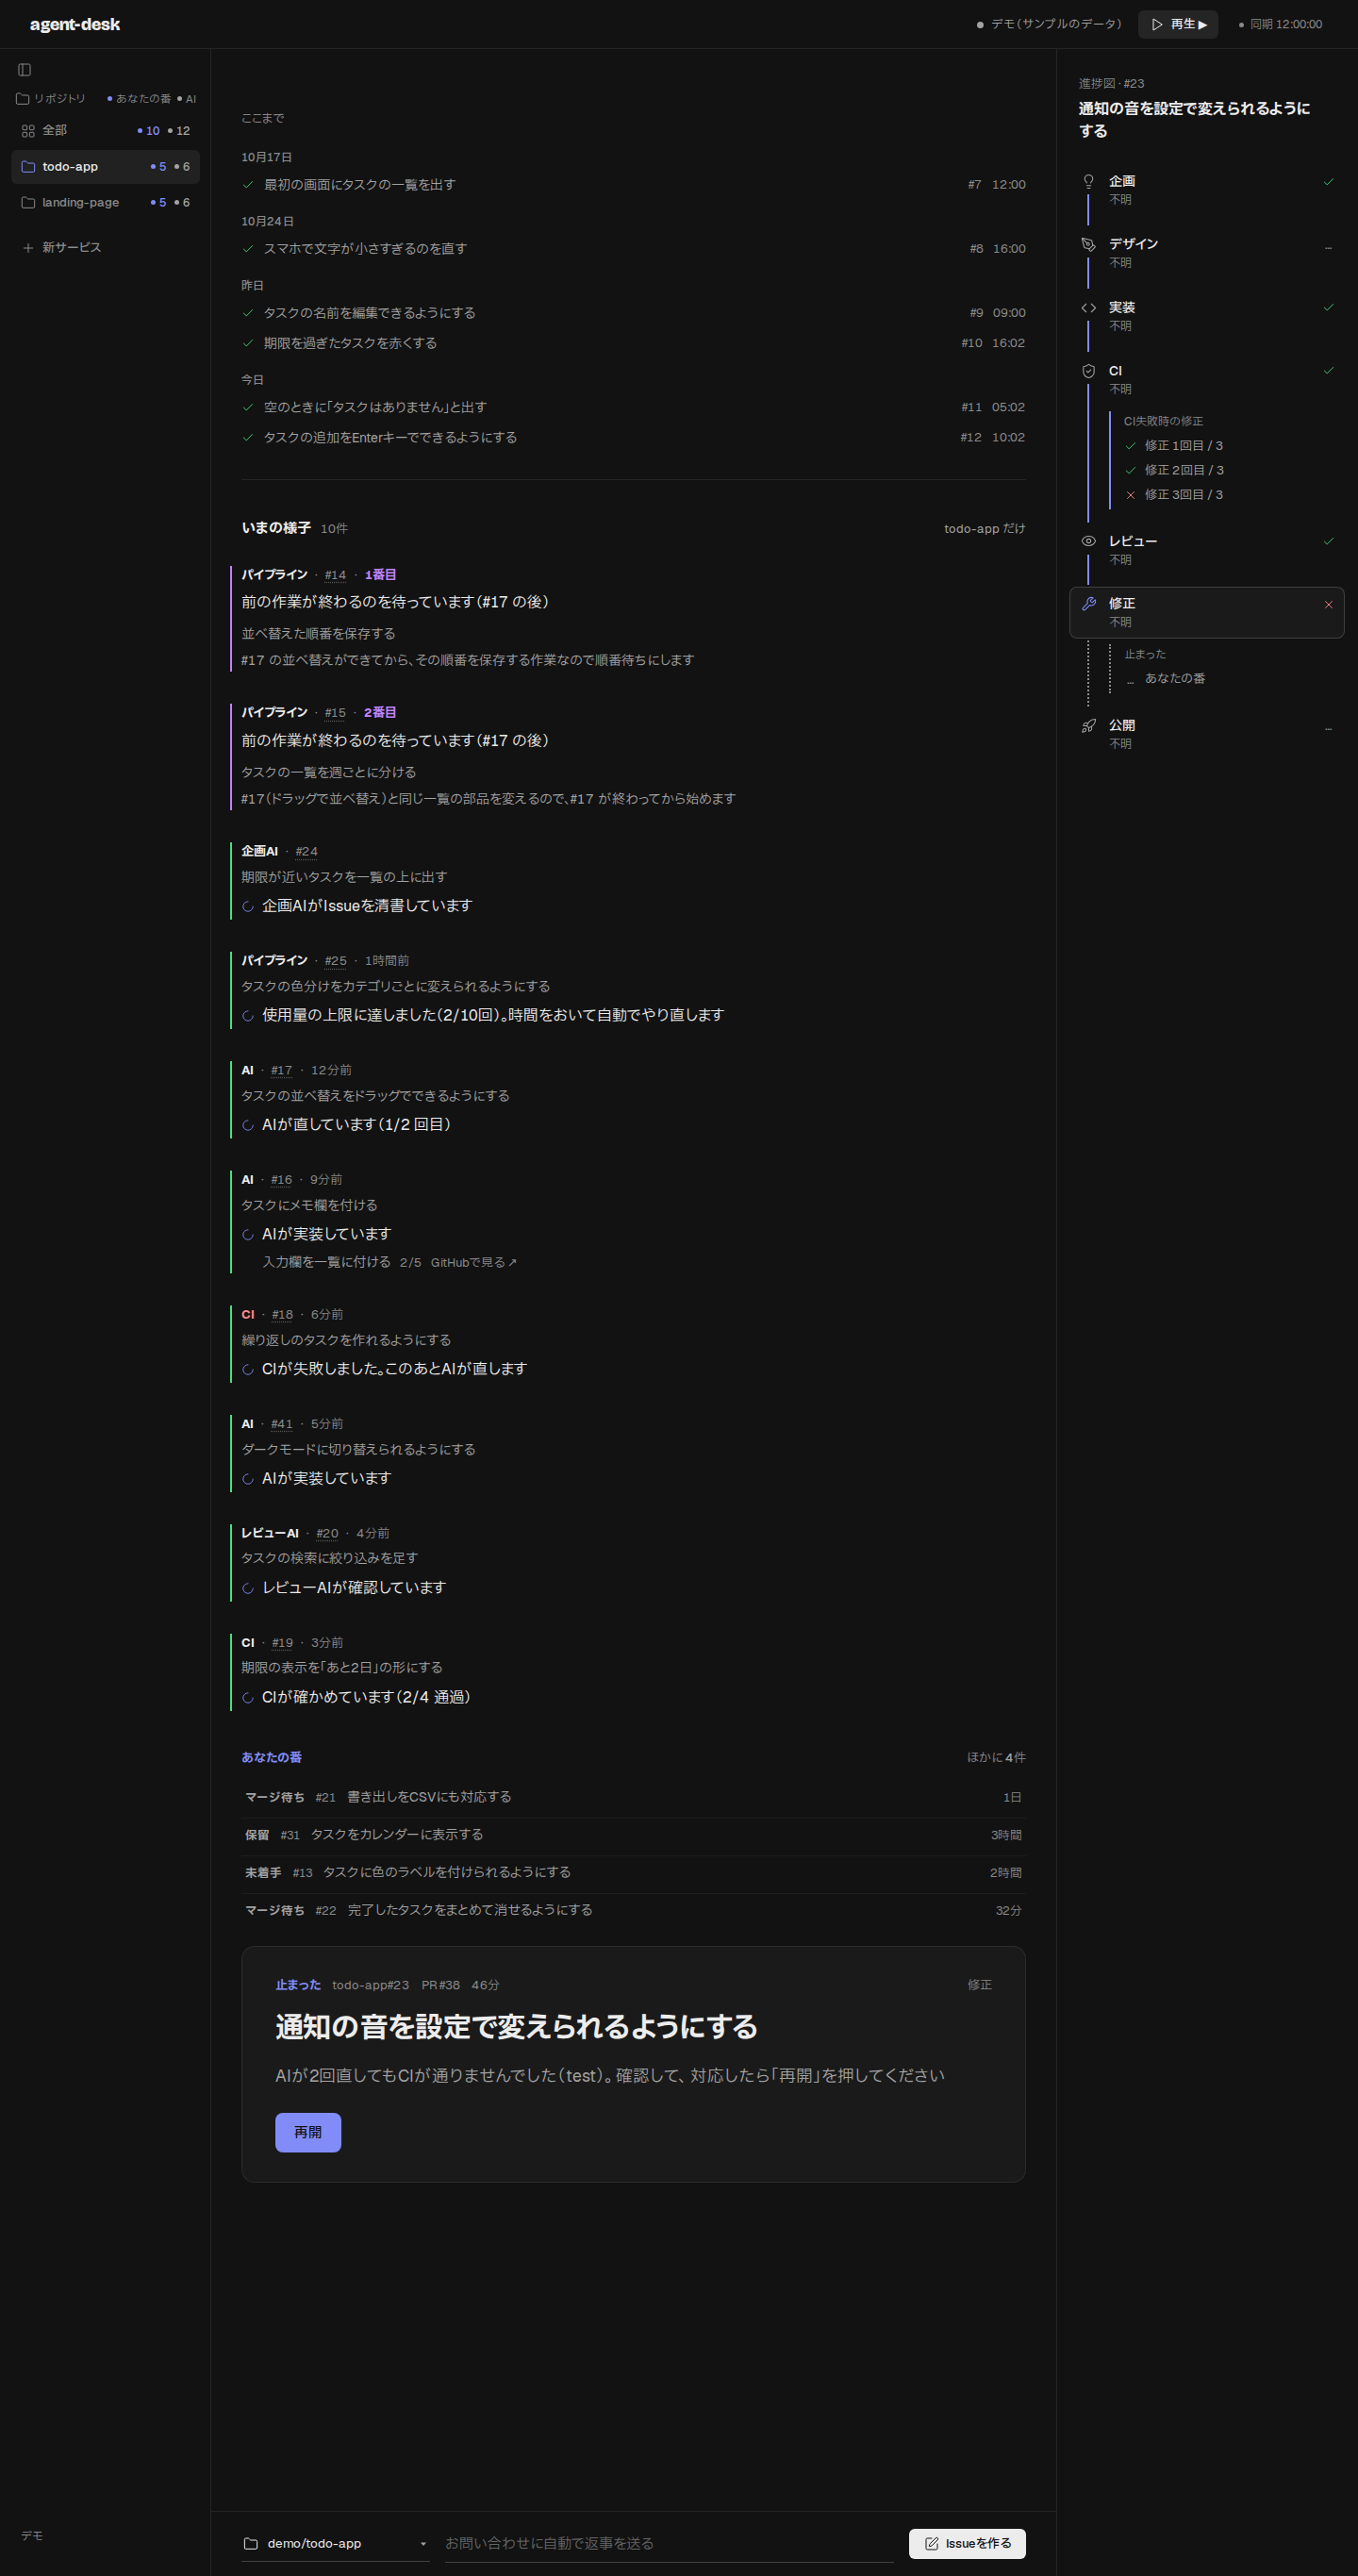 agent-desk
デモ（サンプルのデータ）
再生 ▶
同期 12:00:00
リポジトリ
あなたの番
AI
全部
10
12
todo-app
5
6
landing-page
5
6
新サービス
デモ
ここまで
10月17日
最初の画面にタスクの一覧を出す #7 12:00
10月24日
スマホで文字が小さすぎるのを直す #8 16:00
昨日
タスクの名前を編集できるようにする #9 09:00
期限を過ぎたタスクを赤くする #10 16:02
今日
空のときに「タスクはありません」と出す #11 05:02
タスクの追加をEnterキーでできるようにする #12 10:02
いまの様子 10件 todo-app だけ
パイプライン · #14 · 1番目
前の作業が終わるのを待っています（#17 の後）
並べ替えた順番を保存する
#17 の並べ替えができてから、その順番を保存する作業なので順番待ちにします
パイプライン · #15 · 2番目
前の作業が終わるのを待っています（#17 の後）
タスクの一覧を週ごとに分ける
#17（ドラッグで並べ替え）と同じ一覧の部品を変えるので、#17 が終わってから始めます
企画AI · #24
期限が近いタスクを一覧の上に出す
企画AIがIssueを清書しています
パイプライン · #25 · 1時間前
タスクの色分けをカテゴリごとに変えられるようにする
使用量の上限に達しました（2/10回）。時間をおいて自動でやり直します
AI · #17 · 12分前
タスクの並べ替えをドラッグでできるようにする
AIが直しています（1/2 回目）
AI · #16 · 9分前
タスクにメモ欄を付ける
AIが実装しています
入力欄を一覧に付ける 2/5 GitHubで見る ↗
CI · #18 · 6分前
繰り返しのタスクを作れるようにする
CIが失敗しました。このあとAIが直します
AI · #41 · 5分前
ダークモードに切り替えられるようにする
AIが実装しています
レビューAI · #20 · 4分前
タスクの検索に絞り込みを足す
レビューAIが確認しています
CI · #19 · 3分前
期限の表示を「あと2日」の形にする
CIが確かめています（2/4 通過）
あなたの番 ほかに 4件
マージ待ち #21 書き出しをCSVにも対応する 1日
保留 #31 タスクをカレンダーに表示する 3時間
未着手 #13 タスクに色のラベルを付けられるようにする 2時間
マージ待ち #22 完了したタスクをまとめて消せるようにする 32分
止まった todo-app#23 PR #38 46分 修正
通知の音を設定で変えられるようにする
AIが2回直してもCIが通りませんでした（test）。確認して、対応したら「再開」を押してください
再開
demo/todo-app
お問い合わせに自動で返事を送る
Issueを作る
進捗図 · #23
通知の音を設定で変えられるように
する
企画
不明
デザイン …
不明
実装
不明
CI
不明
CI失敗時の修正
修正 1回目 / 3
修正 2回目 / 3
修正 3回目 / 3
レビュー
不明
修正
不明
止まった
… あなたの番
公開 …
不明